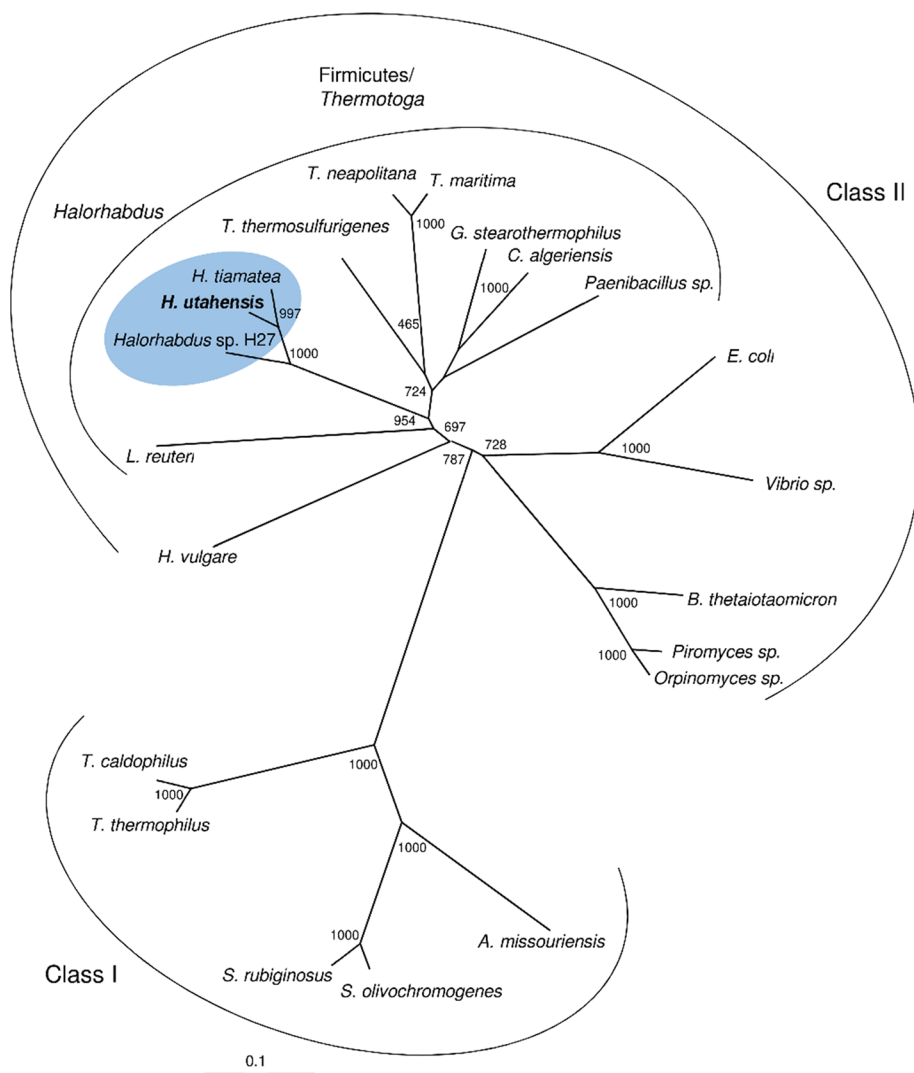 Firmicutes/
Thermotoga
Class II
Halorhabdus
T. neapolitana
T. maritima
T. thermosulfurigenes
1000
G. stearothermophilus
C. algeriensis
H. tiamatea
1000
Paenibacillus sp.
H. utahensis
997
Halorhabdus sp. H27
465
1000
E. coli
724
954
697
L. reuteri
787
728
1000
Vibrio sp.
H. vulgare
1000
B. thetaiotaomicron
1000
Piromyces sp.
Orpinomyces sp.
T. caldophilus
1000
1000
T. thermophilus
1000
1000
A. missouriensis
Class I
S. rubiginosus
S. olivochromogenes
0.1